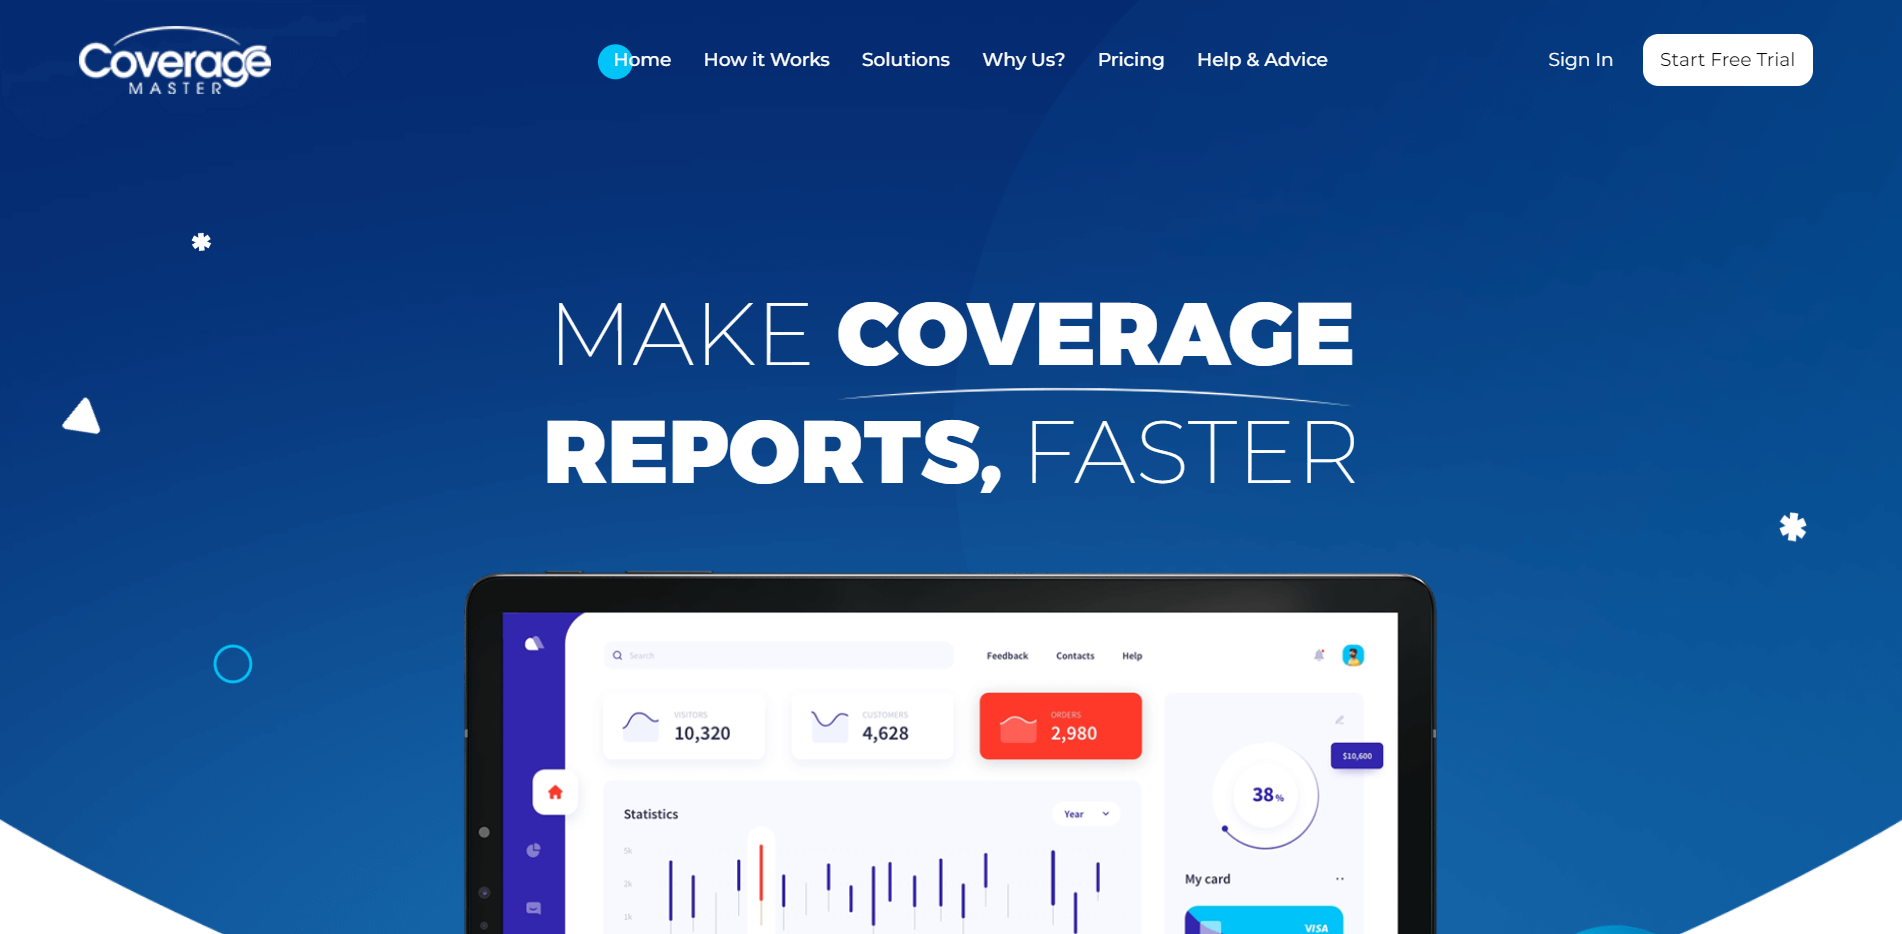 Coverage
MASTER
Home How it Works Solutions Why Us? Pricing Help & Advice
Sign In Start Free Trial
MAKE COVERAGE
REPORTS, FASTER
Search
Feedback Contacts Help
VISITORS
10,320
CUSTOMERS
4,628
ORDERS
2,980
$10,600
38%
Statistics
Year
5k
2k
1k
My card
VISA